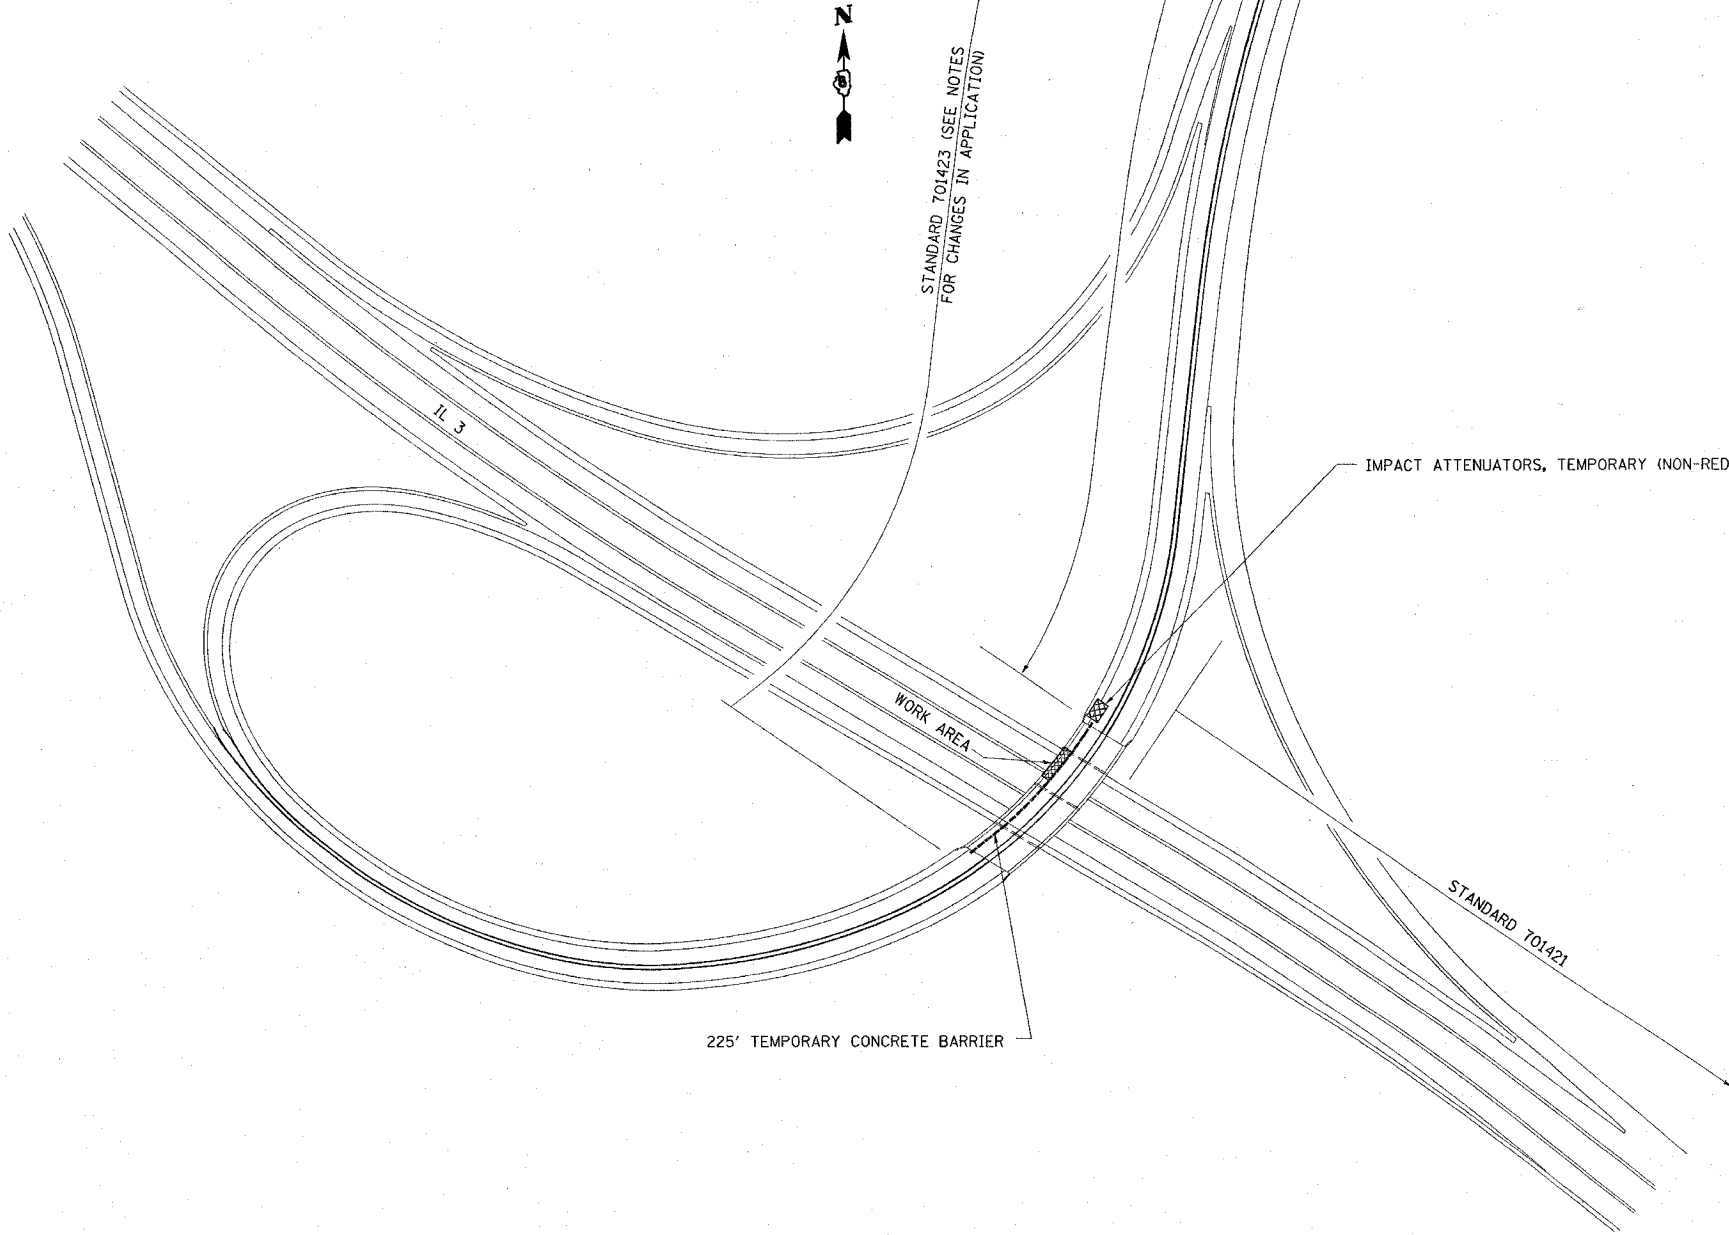 N
STANDARD 701423 (SEE NOTES
FOR CHANGES IN APPLICATION)
IL 3
IMPACT ATTENUATORS, TEMPORARY (NON-RED
WORK AREA
STANDARD 701421
225' TEMPORARY CONCRETE BARRIER